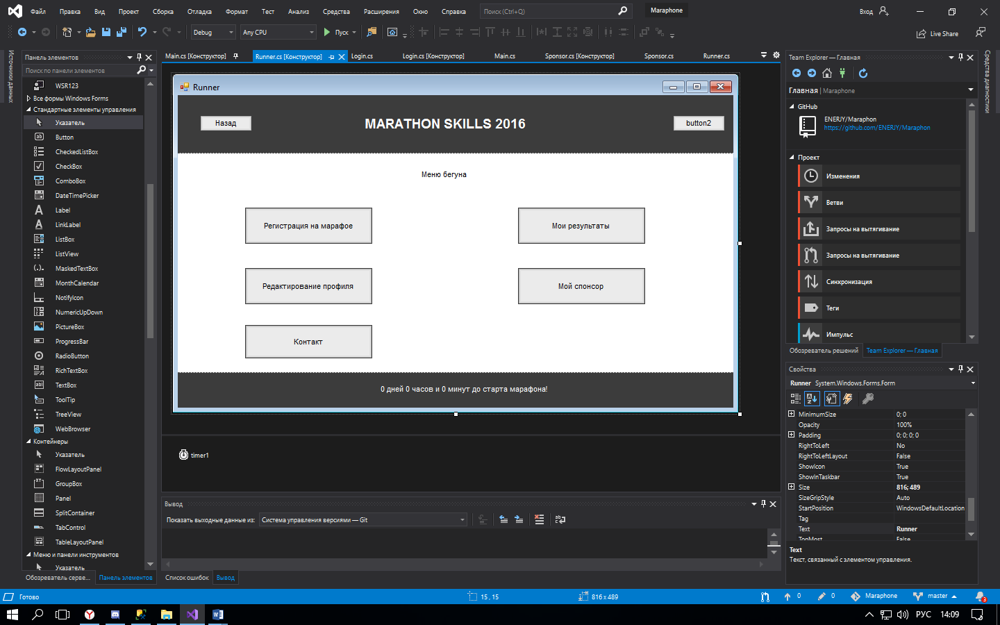 Файл Правка Вид Проект Сборка Отладка Формат Тест Анализ Средства Расширения Окно Справка Поиск (Ctrl+Q) Maraphone Вход
Debug Any CPU Пуск Live Share
Источники данных
Панель элементов
Поиск по панели элементов
WSR123
Все формы Windows Forms
Стандартные элементы управления
Указатель
Button
CheckedListBox
CheckBox
ComboBox
DateTimePicker
Label
LinkLabel
ListBox
ListView
MaskedTextBox
MonthCalendar
NotifyIcon
NumericUpDown
PictureBox
ProgressBar
RadioButton
RichTextBox
TextBox
ToolTip
TreeView
WebBrowser
Контейнеры
Указатель
FlowLayoutPanel
GroupBox
Panel
SplitContainer
TabControl
TableLayoutPanel
Меню и панели инструментов
Указатель
Обозреватель серве... Панель элементов
Main.cs [Конструктор] Runner.cs [Конструктор] Login.cs Login.cs [Конструктор] Main.cs Sponsor.cs [Конструктор] Sponsor.cs Runner.cs
Runner
Назад MARATHON SKILLS 2016 button2
Меню бегуна
Регистрация на марафое Мои результаты
Редактирование профиля Мой спонсор
Контакт
0 дней 0 часов и 0 минут до старта марафона!
timer1
Вывод
Показать выходные данные из: Система управления версиями — Git
Список ошибок Вывод
Team Explorer — Главная
Главная | Maraphone
GitHub
ENERJY/Maraphon
https://github.com/ENERJY/Maraphon
Проект
Изменения
Ветви
Запросы на вытягивание
Запросы на вытягивание
Синхронизация
Теги
Импульс
Обозреватель решений Team Explorer — Главная
Средства диагностики
Свойства
Runner System.Windows.Forms.Form
MinimumSize 0; 0
Opacity 100%
Padding 0; 0; 0; 0
RightToLeft No
RightToLeftLayout False
ShowIcon True
ShowInTaskbar True
Size 816; 489
SizeGripStyle Auto
StartPosition WindowsDefaultLocation
Tag
Text Runner
TopMost False
Text
Текст, связанный с элементом управления.
Готово 15 , 15 816 x 489 0 0 Maraphone master 3
РУС 14:09